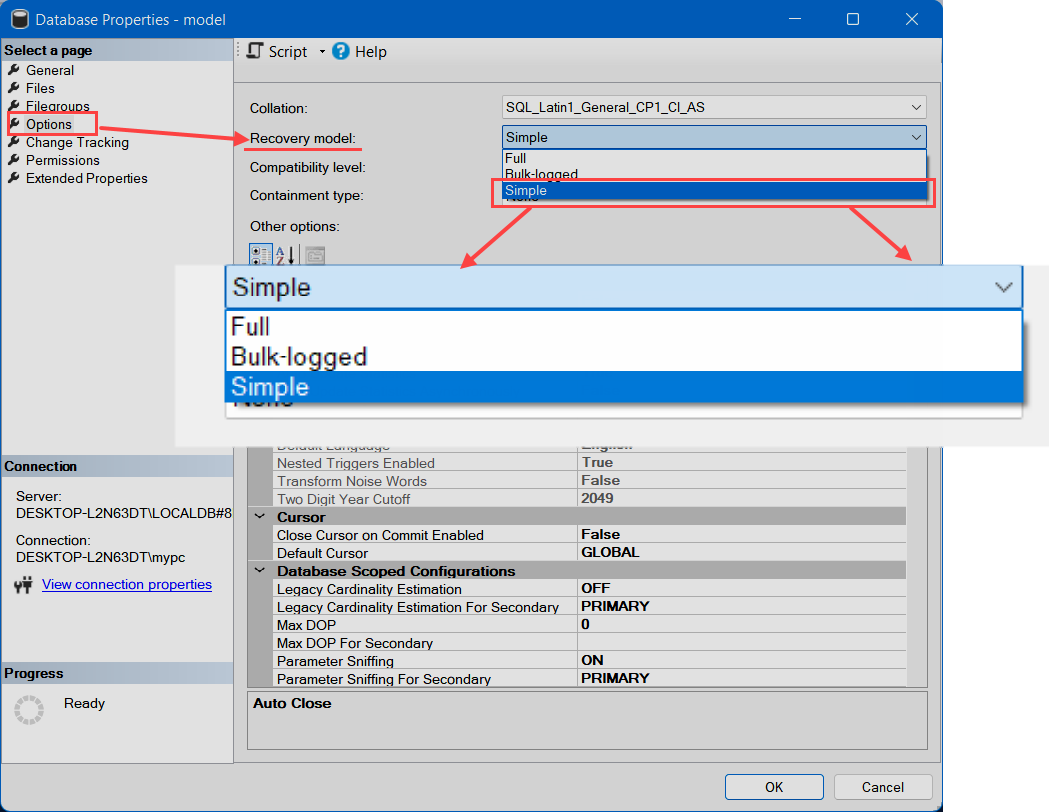 Database Properties - model
Select a page
General
Files
Filegroups
Options
Change Tracking
Permissions
Extended Properties
Script
Help
Collation:
SQL_Latin1_General_CP1_CI_AS
Recovery model:
Simple
Full
Bulk-logged
Simple
None
Compatibility level:
Containment type:
Other options:
Simple
Full
Bulk-logged
Simple
None
Default Language English
Nested Triggers Enabled True
Transform Noise Words False
Two Digit Year Cutoff 2049
Cursor
Close Cursor on Commit Enabled False
Default Cursor GLOBAL
Database Scoped Configurations
Legacy Cardinality Estimation OFF
Legacy Cardinality Estimation For Secondary PRIMARY
Max DOP 0
Max DOP For Secondary
Parameter Sniffing ON
Parameter Sniffing For Secondary PRIMARY
Auto Close
Connection
Server:
DESKTOP-L2N63DT\LOCALDB#8
Connection:
DESKTOP-L2N63DT\mypc
View connection properties
Progress
Ready
OK
Cancel